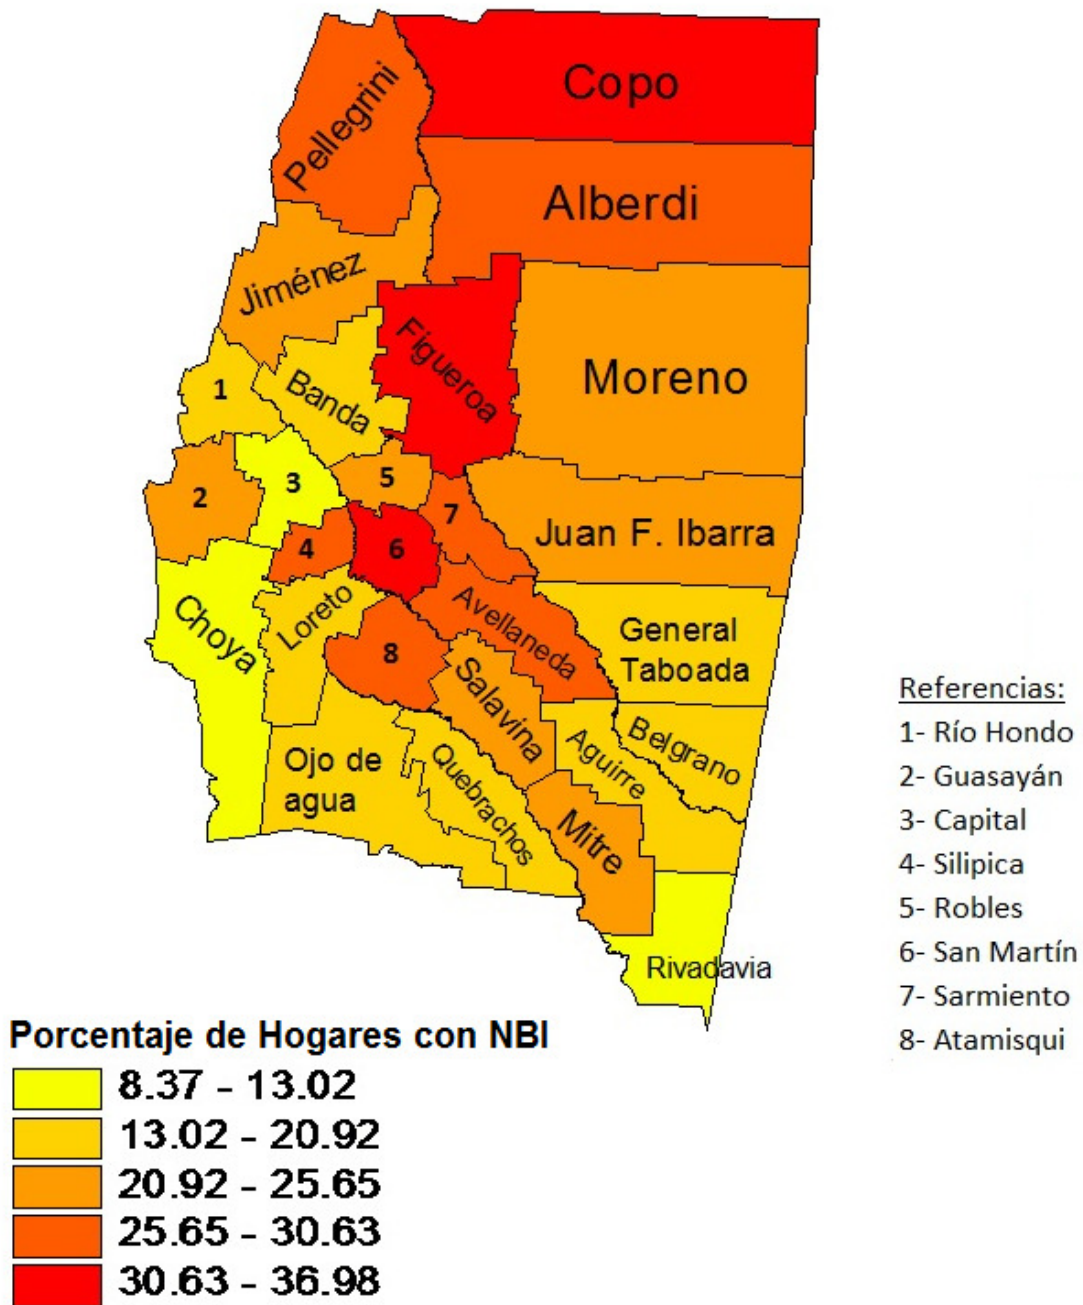 Copo
Pellegrini
Alberdi
Jiménez
Figueroa
Moreno
1
Banda
2
3
5
7
Juan F. Ibarra
4
6
Choya
Loreto
8
Avellaneda
General
Taboada
Salavina
Ojo de
agua
Quebrachos
Aguirre
Belgrano
Mitre
Rivadavia
Referencias:
1- Río Hondo
2- Guasayán
3- Capital
4- Silipica
5- Robles
6- San Martín
7- Sarmiento
8- Atamisqui
Porcentaje de Hogares con NBI
8.37 - 13.02
13.02 - 20.92
20.92 - 25.65
25.65 - 30.63
30.63 - 36.98